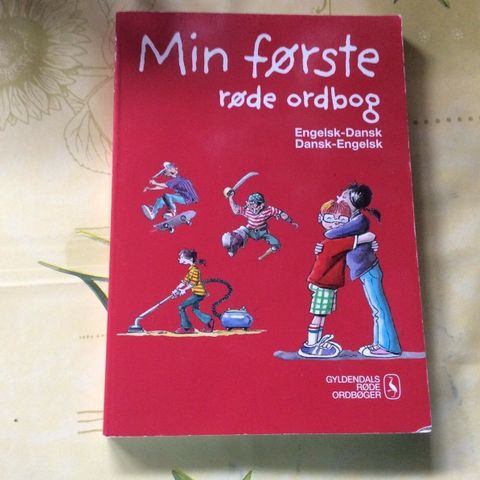 Min første
røde ordbog
Engelsk-Dansk
Dansk-Engelsk
GYLDENDALS
RØDE
ORDBØGER